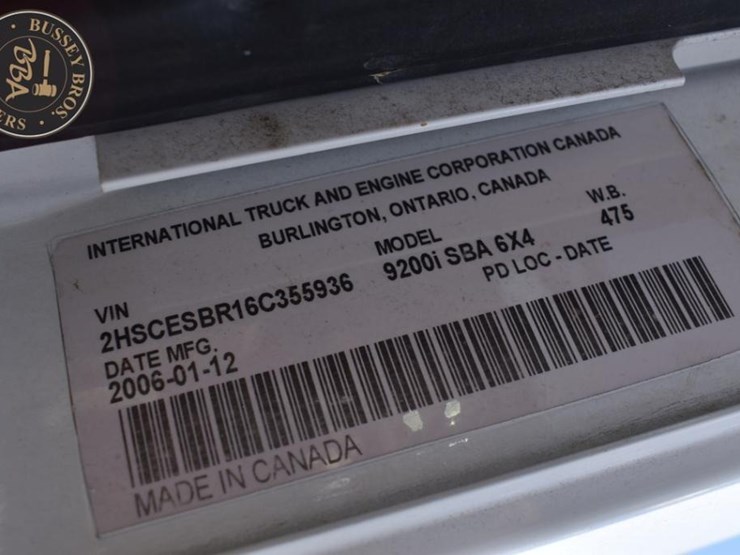 BUSSEY BROS.
BBA
ERS
INTERNATIONAL TRUCK AND ENGINE CORPORATION CANADA
BURLINGTON, ONTARIO, CANADA
VIN MODEL W.B.
2HSCESBR16C355936 9200i SBA 6X4 475
DATE MFG. PD LOC - DATE
2006-01-12
MADE IN CANADA